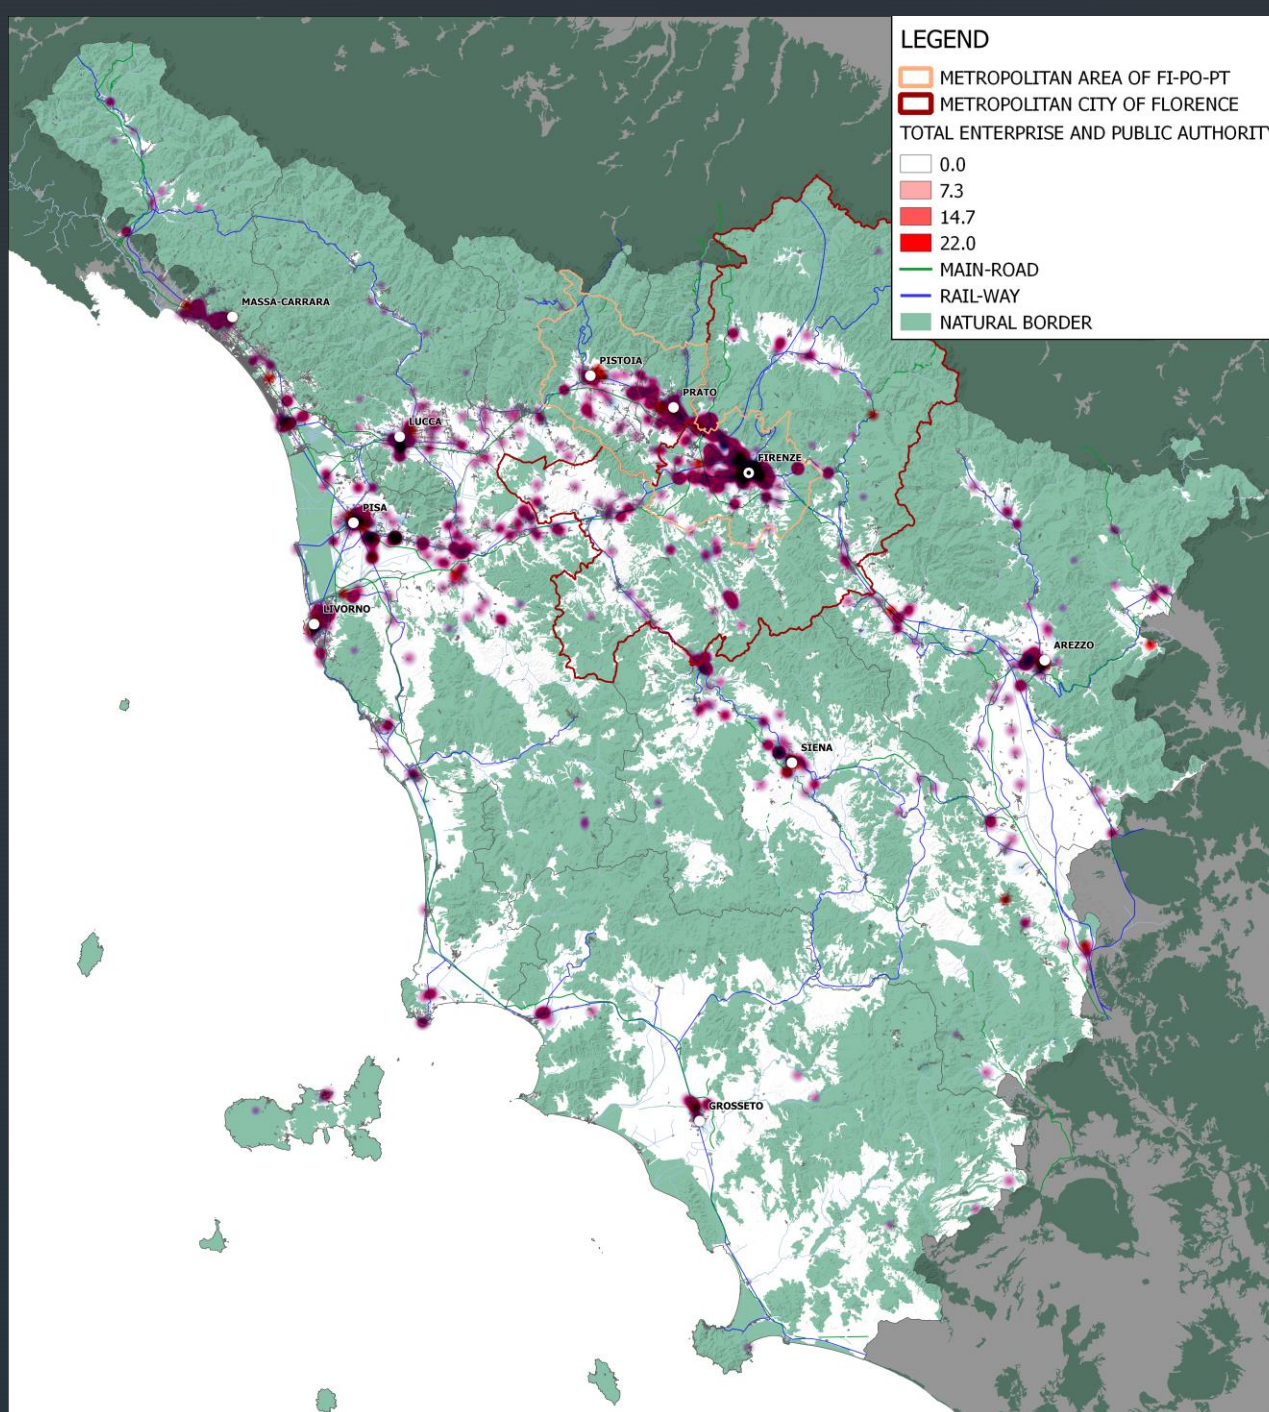 LEGEND
METROPOLITAN AREA OF FI-PO-PT
METROPOLITAN CITY OF FLORENCE
TOTAL ENTERPRISE AND PUBLIC AUTHORITY
0.0
7.3
14.7
22.0
MAIN-ROAD
RAIL-WAY
NATURAL BORDER
MASSA-CARRARA
PISTOIA
PRATO
LUCCA
FIRENZE
PISA
LIVORNO
AREZZO
SIENA
GROSSETO